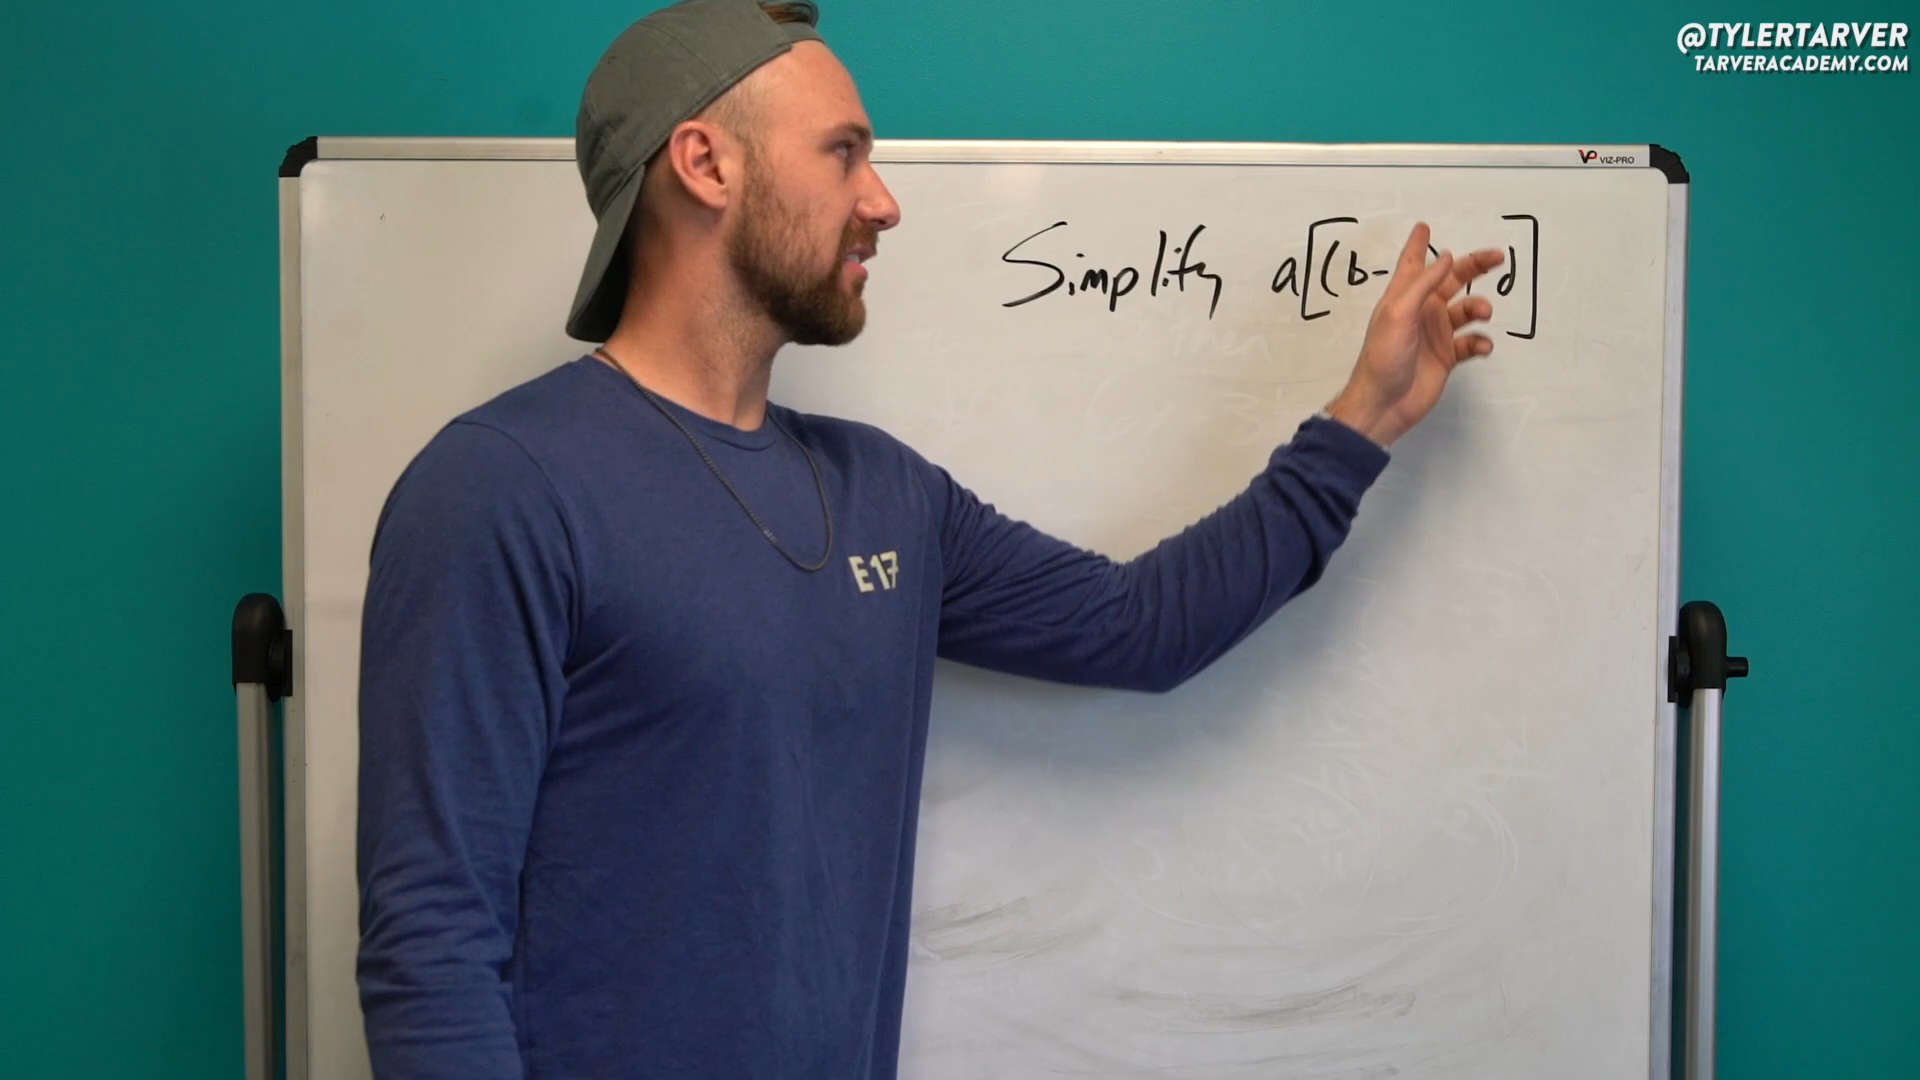 @TYLERTARVER
TARVERACADEMY.COM
VIZ-PRO
Simplify a[(b-) d]
E17